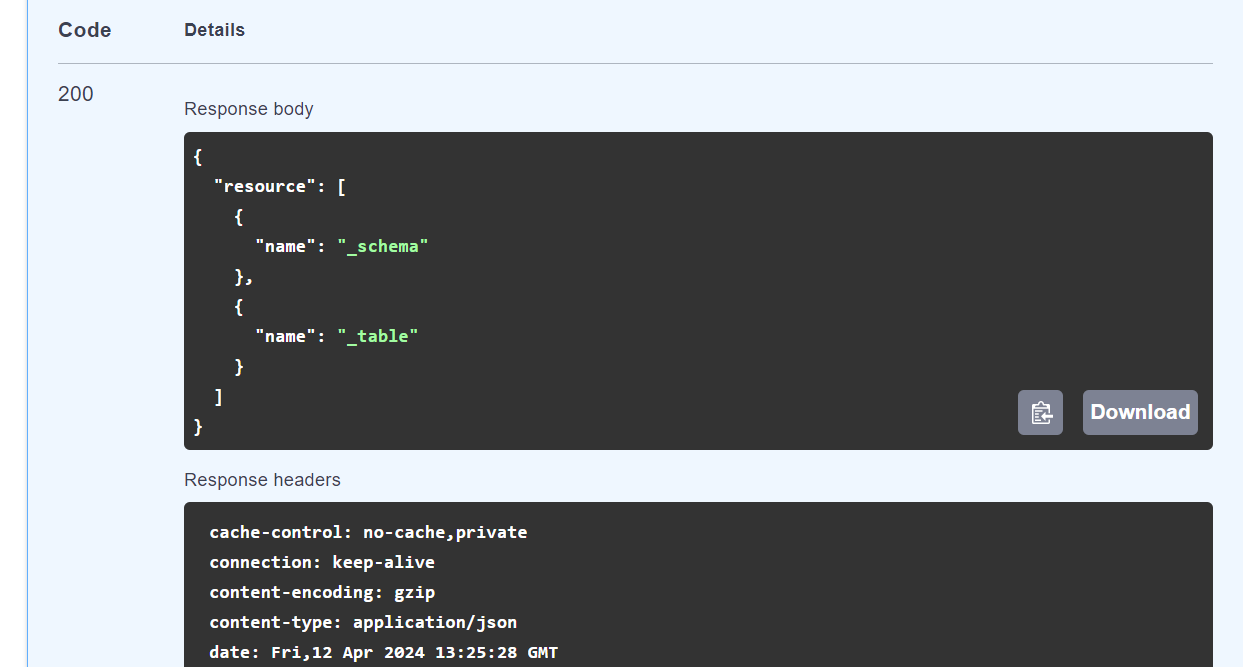 Code Details
200
Response body
{
  "resource": [
    {
      "name": "_schema"
    },
    {
      "name": "_table"
    }
  ]
}
Download
Response headers
cache-control: no-cache,private
connection: keep-alive
content-encoding: gzip
content-type: application/json
date: Fri,12 Apr 2024 13:25:28 GMT